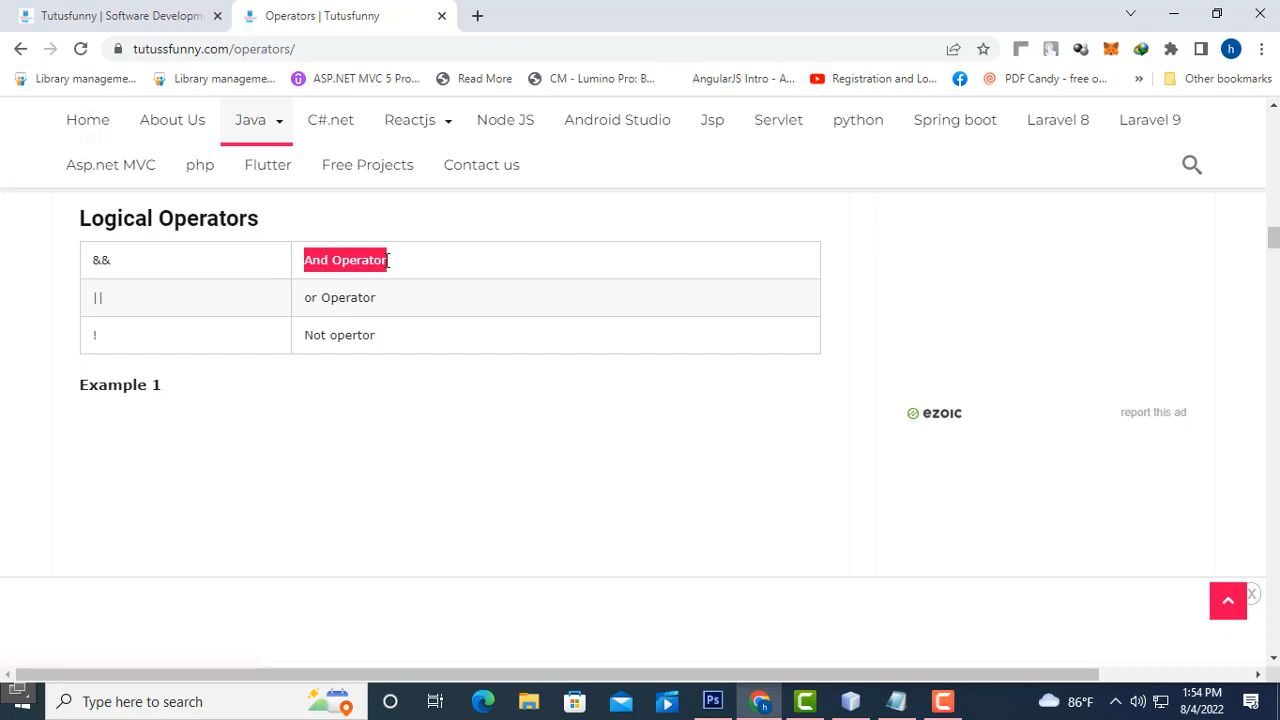 Tutusfunny | Software Developm
Operators | Tutusfunny
tutussfunny.com/operators/
h
Library manageme...
Library manageme...
ASP.NET MVC 5 Pro...
Read More
CM - Lumino Pro: B...
AngularJS Intro - A...
Registration and Lo...
PDF Candy - free o...
»
Other bookmarks
Home
About Us
Java
C#.net
Reactjs
Node JS
Android Studio
Jsp
Servlet
python
Spring boot
Laravel 8
Laravel 9
Asp.net MVC
php
Flutter
Free Projects
Contact us
Logical Operators
&& And Operator
|| or Operator
! Not opertor
Example 1
ezoic
report this ad
X
Type here to search
Ps
h
86°F
1:54 PM
8/4/2022